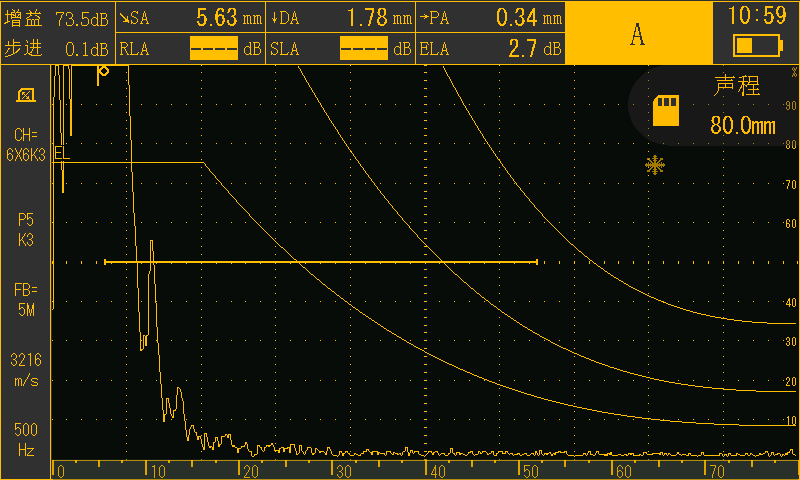 增益 73.5dB ↘SA 5.63 mm ↓DA 1.78 mm →PA 0.34 mm A 10:59
步进 0.1dB RLA ---- dB SLA ---- dB ELA 2.7 dB
声程
80.0mm
%
90
80
70
60
50
40
30
20
10
CH=
6X6K3
EL
P5
K3
FB=
5M
3216
m/s
500
Hz
0 10 20 30 40 50 60 70